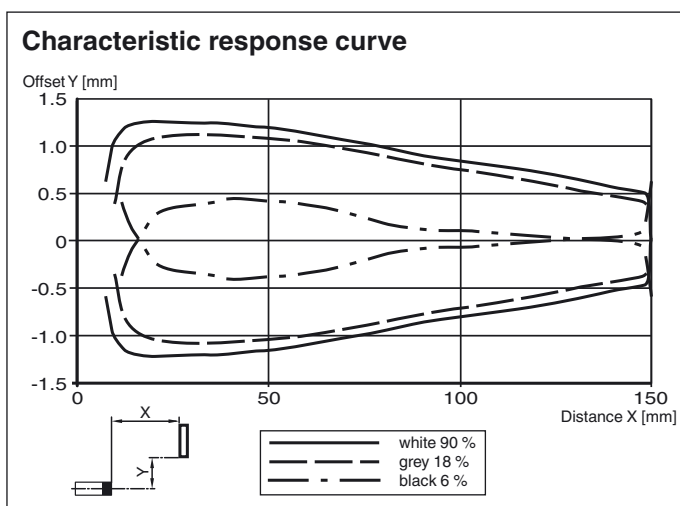 Characteristic response curve
Offset Y [mm]
1.5
1.0
0.5
0
-0.5
-1.0
-1.5
0
50
100
150
Distance X [mm]
X
Y
white 90 %
grey 18 %
black 6 %